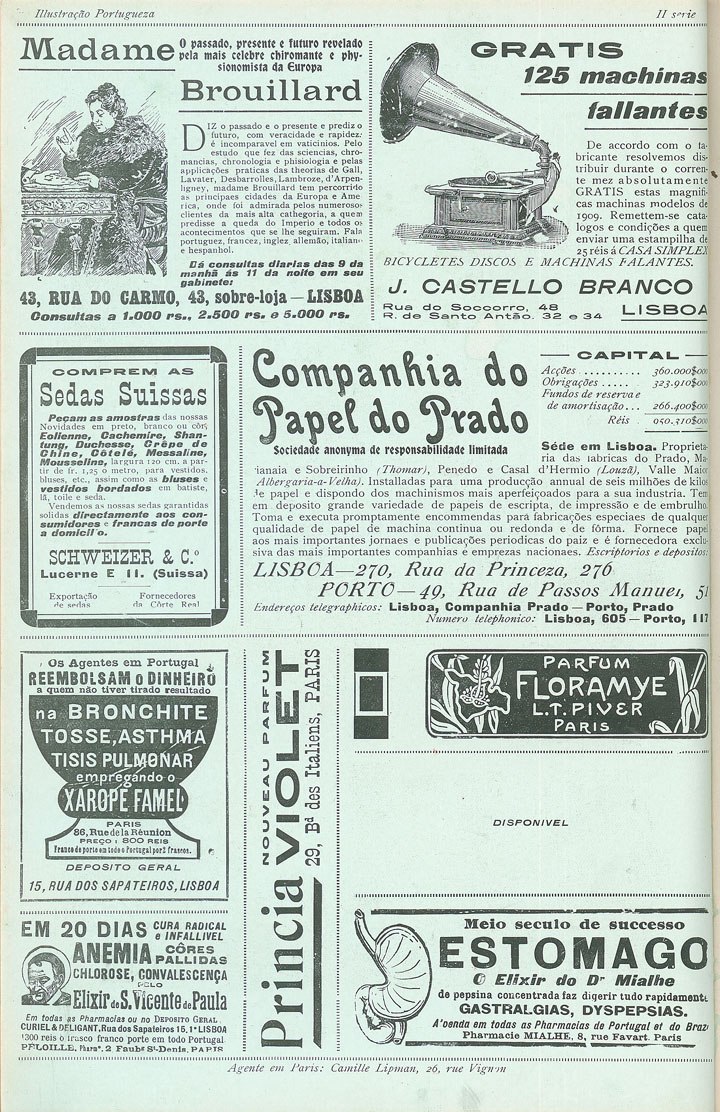 Illustração Portugueza
II serie
Madame
O passado, presente e futuro revelado
pela mais celebre chiromante e phy-
sionomista da Europa
Brouillard
DIZ o passado e o presente e prediz o
futuro, com veracidade e rapidez:
é incomparavel em vaticinios. Pelo
estudo que fez das sciencias, chro-
mancias, chronologia e phisiologia e pelas
applicações praticas das theorias de Gall,
Lavater, Desbarrolles, Lambroze, d'Arpen-
ligney, madame Brouillard tem percorrido
as principaes cidades da Europa e Ame-
rica, onde foi admirada pelos numerosos
clientes da mais alta cathegoria, a quem
predisse a queda do Imperio e todos os
acontecimentos que se lhe seguiram. Fala
portuguez, francez, inglez, allemão, italiano
e hespanhol.
Dá consultas diarias das 9 da
manhã ás 11 da noite em seu
gabinete:
43, RUA DO CARMO, 43, sobre-loja — LISBOA
Consultas a 1.000 rs., 2.500 rs. e 5.000 rs.
GRATIS
125 machinas
fallantes
De accordo com o fa-
bricante resolvemos dis-
tribuir durante o corren-
te mez absolutamente
GRATIS estas magnifi-
cas machinas modelos de
1909. Remettem-se cata-
logos e condições a quem
enviar uma estampilha de
25 réis á CASA SIMPLEX
BICYCLETES DISCOS E MACHINAS FALANTES.
J. CASTELLO BRANCO
Rua do Soccorro, 48
R. de Santo Antão, 32 e 34
LISBOA
COMPREM AS
Sedas Suissas
Peçam as amostras das nossas
Novidades em preto, branco ou côr,
Eolienne, Cachemire, Shan-
tung, Duchesse, Crêpe de
Chine, Côtelé, Messaline,
Mousseline, largura 120 cm. a par-
tir de fr. 1,25 o metro, para vestidos,
bluses, etc., assim como as bluses e
vestidos bordados em batiste,
lã, toile e seda.
Vendemos as nossas sedas garantidas
solidas directamente aos con-
sumidores e francas de porte
a domicilo.
SCHWEIZER & C.º
Lucerne E 11. (Suissa)
Exportação
de sedas
Fornecedores
da Côrte Real
Companhia do
Papel do Prado
Sociedade anonyma de responsabilidade limitada
CAPITAL
Acções .......... 360.000$000
Obrigações ...... 323.910$000
Fundos de reserva e
de amortisação... 266.400$000
Réis . 950.310$000
Séde em Lisboa. Proprieta-
ria das fabricas do Prado, Ma-
rianaia e Sobreirinho (Thomar), Penedo e Casal d'Hermio (Louzã), Valle Maior
Albergaria-a-Velha). Installadas para uma producção annual de seis milhões de kilos
de papel e dispondo dos machinismos mais aperfeiçoados para a sua industria. Tem
em deposito grande variedade de papeis de escripta, de impressão e de embrulho
Toma e executa promptamente encommendas para fabricações especiaes de qualquer
qualidade de papel de machina continua ou redonda e de fôrma. Fornece papel
aos mais importantes jornaes e publicações periodicas do paiz e é fornecedora exclu-
siva das mais importantes companhias e emprezas nacionaes. Escriptorios e depositos:
LISBOA—270, Rua da Princeza, 276
PORTO—49, Rua de Passos Manuel, 51
Endereços telegraphicos: Lisboa, Companhia Prado — Porto, Prado
Numero telephonico: Lisboa, 605 — Porto, 117
Os Agentes em Portugal
REEMBOLSAM O DINHEIRO
a quem não tiver tirado resultado
na BRONCHITE
TOSSE, ASTHMA
TISIS PULMONAR
empregando o
XAROPE FAMEL
PARIS
86, Rue de la Réunion
PREÇO: 800 REIS
Franco de porte em todo o Portugal por 2 frascos.
DEPOSITO GERAL
15, RUA DOS SAPATEIROS, LISBOA
NOUVEAU PARFUM
Princia VIOLET
29, Bd des Italiens, PARIS
PARFUM
FLORAMYE
L.T. PIVER
PARIS
DISPONIVEL
EM 20 DIAS
CURA RADICAL
e INFALLIVEL
ANEMIA
CÔRES
PALLIDAS
CHLOROSE, CONVALESCENÇA
PELO
Elixir de S. Vicente de Paula
Em todas as Pharmacias ou no DEPOSITO GERAL
CURIEL & DELIGANT, Rua dos Sapateiros 15, 1º LISBOA
1300 reis o frasco franco porte em todo Portugal
PÉLOILLE, Pharm. 2, Faubg St-Denis, PARIS
Meio seculo de successo
ESTOMAGO
O Elixir do Dr Mialhe
de pepsina concentrada faz digerir tudo rapidamente
GASTRALGIAS, DYSPEPSIAS.
A'venda em todas as Pharmacias de Portugal et do Brazil
Pharmacie MIALHE, 8, rue Favart. Paris
Agente em Paris: Camille Lipman, 26, rue Vignon